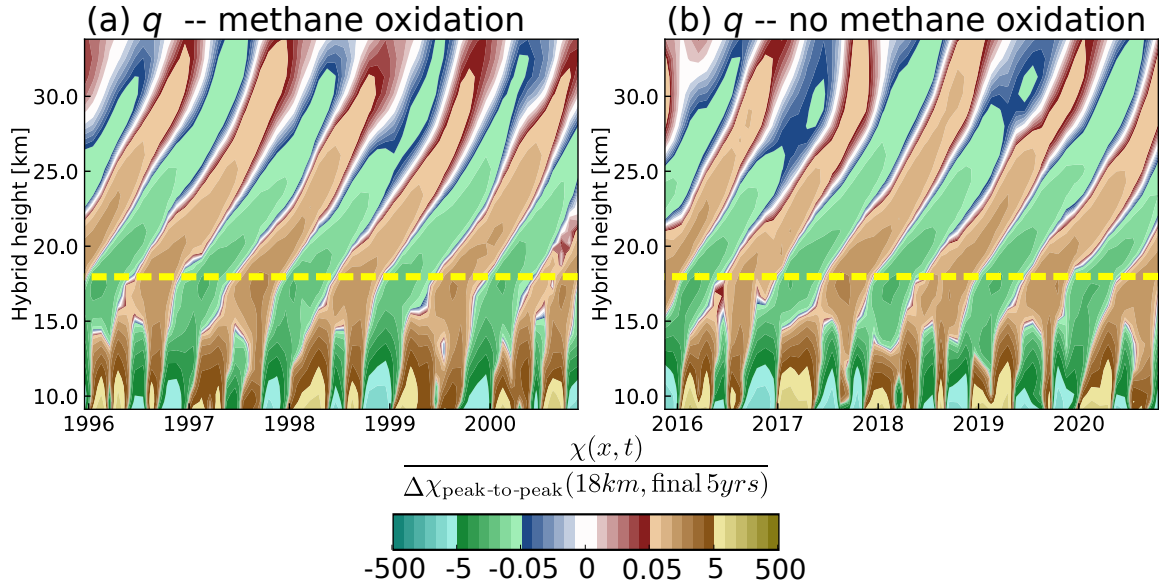 (a) q -- methane oxidation
(b) q -- no methane oxidation
Hybrid height [km]
30.0
25.0
20.0
15.0
10.0
1996 1997 1998 1999 2000
Hybrid height [km]
30.0
25.0
20.0
15.0
10.0
2016 2017 2018 2019 2020
χ(x, t)
Δχpeak-to-peak(18km, final 5yrs)
-500 -5 -0.05 0 0.05 5 500